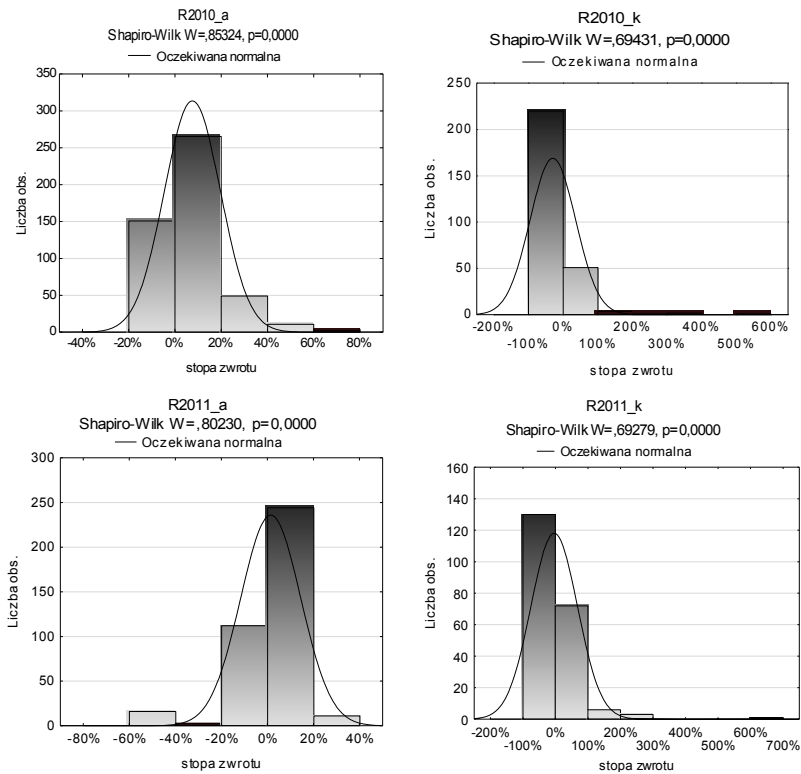 R2010_a
Shapiro-Wilk W=,85324, p=0,0000
Oczekiwana normalna
350
300
250
200
150
100
50
0
Liczba obs.
-40% -20% 0% 20% 40% 60% 80%
stopa zwrotu
R2010_k
Shapiro-Wilk W=,69431, p=0,0000
Oczekiwana normalna
250
200
150
100
50
0
Liczba obs.
-200% 0% 200% 400% 600%
-100% 100% 300% 500%
stopa zwrotu
R2011_a
Shapiro-Wilk W=,80230, p=0,0000
Oczekiwana normalna
300
250
200
150
100
50
0
Liczba obs.
-80% -60% -40% -20% 0% 20% 40%
stopa zwrotu
R2011_k
Shapiro-Wilk W=,69279, p=0,0000
Oczekiwana normalna
160
140
120
100
80
60
40
20
0
Liczba obs.
-200% 0% 200% 400% 600%
-100% 100% 300% 500% 700%
stopa zwrotu